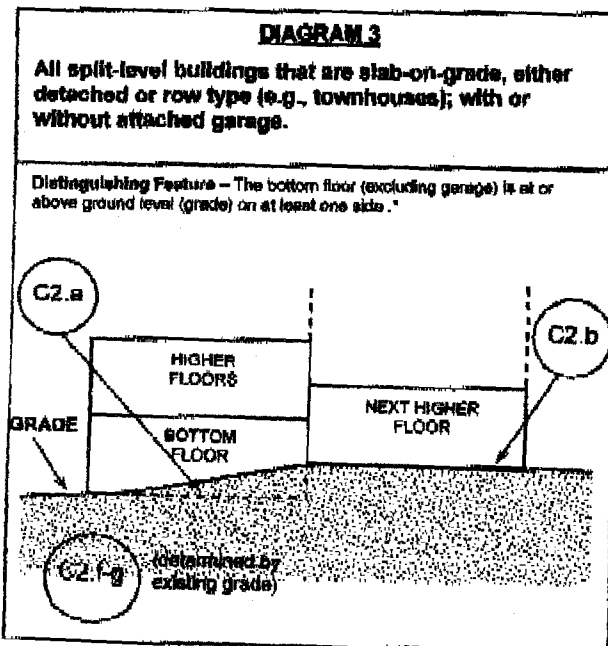 DIAGRAM 3
All split-level buildings that are slab-on-grade, either
detached or row type (e.g., townhouses); with or
without attached garage.
Distinguishing Feature – The bottom floor (excluding garage) is at or
above ground level (grade) on at least one side.*
C2.a
C2.b
HIGHER
FLOORS
NEXT HIGHER
FLOOR
GRADE
BOTTOM
FLOOR
C2.f-g
(determined by
existing grade)